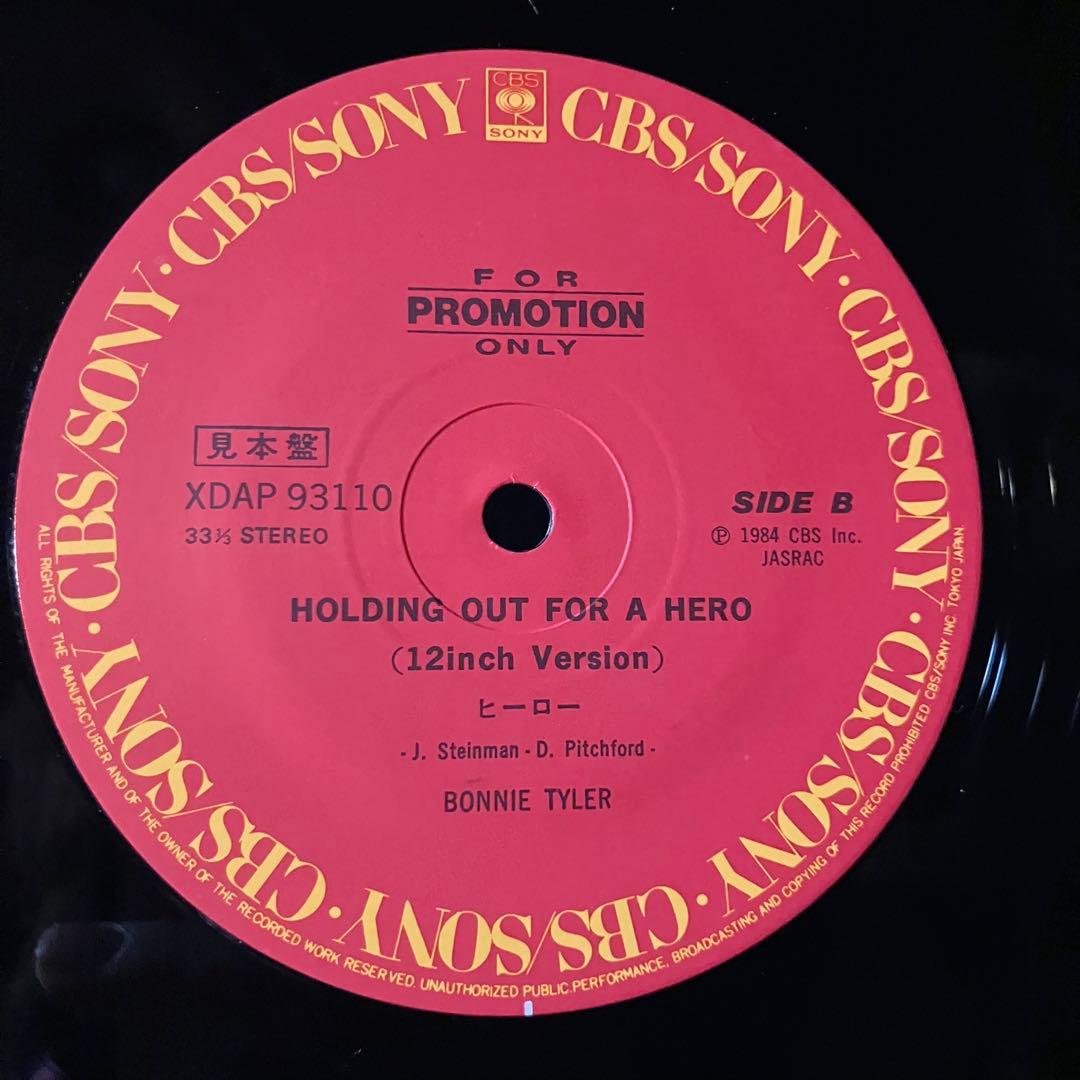 CBS
SONY
CBS/SONY · CBS/SONY · CBS/SONY · CBS/SONY · CBS/SONY · CBS/SONY · CBS/SONY · CBS/SONY · CBS/SONY
FOR
PROMOTION
ONLY
見本盤
XDAP 93110
33⅓ STEREO
SIDE B
Ⓟ 1984 CBS Inc.
JASRAC
HOLDING OUT FOR A HERO
(12inch Version)
ヒーロー
- J. Steinman - D. Pitchford -
BONNIE TYLER
ALL RIGHTS OF THE MANUFACTURER AND OF THE OWNER OF THE RECORDED WORK RESERVED. UNAUTHORIZED PUBLIC.PERFORMANCE, BROADCASTING AND COPYING OF THIS RECORD PROHIBITED CBS/SONY INC TOKYO JAPAN